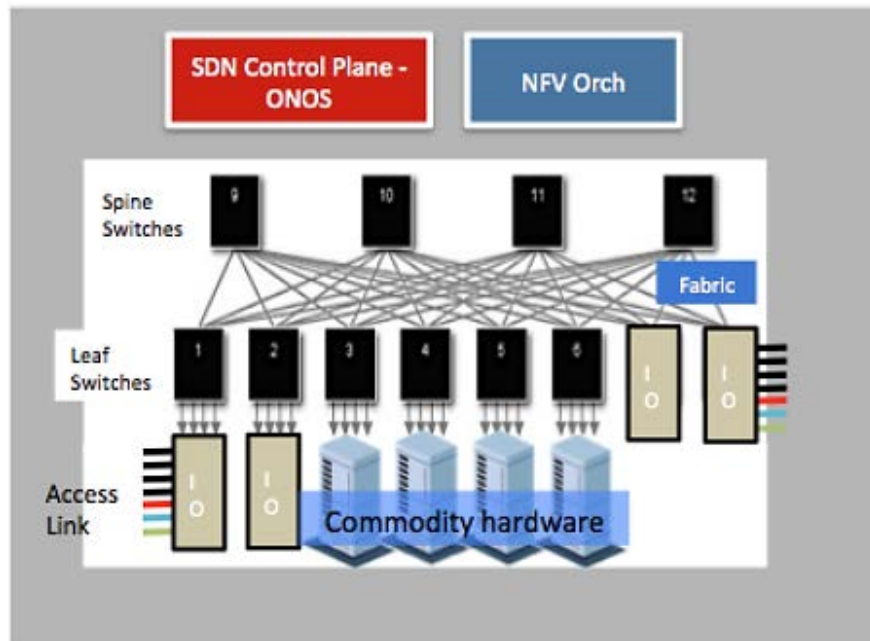 SDN Control Plane -
ONOS
NFV Orch
Spine
Switches
9
10
11
12
Fabric
Leaf
Switches
1
2
3
4
5
6
I
O
I
O
Access
Link
I
O
I
O
Commodity hardware